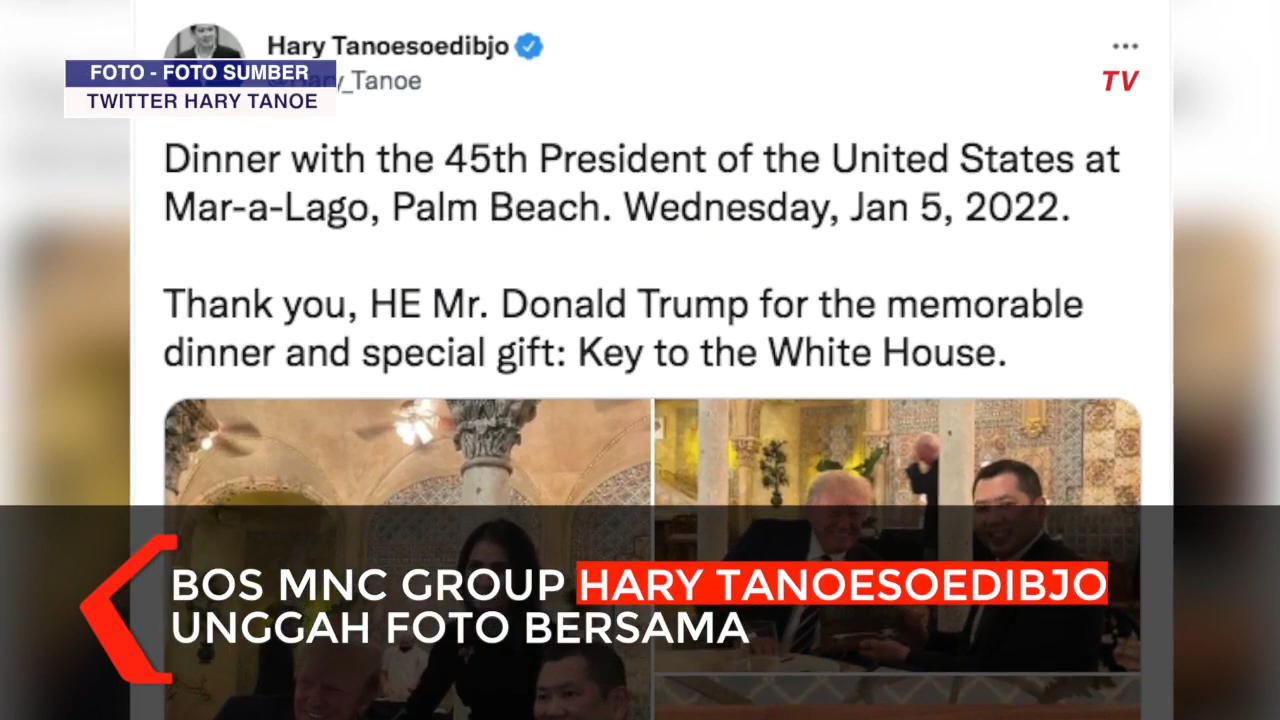 Hary Tanoesoedibjo
FOTO - FOTO SUMBER
TWITTER HARY TANOE
y_Tanoe
TV
Dinner with the 45th President of the United States at
Mar-a-Lago, Palm Beach. Wednesday, Jan 5, 2022.
Thank you, HE Mr. Donald Trump for the memorable
dinner and special gift: Key to the White House.
BOS MNC GROUP HARY TANOESOEDIBJO
UNGGAH FOTO BERSAMA